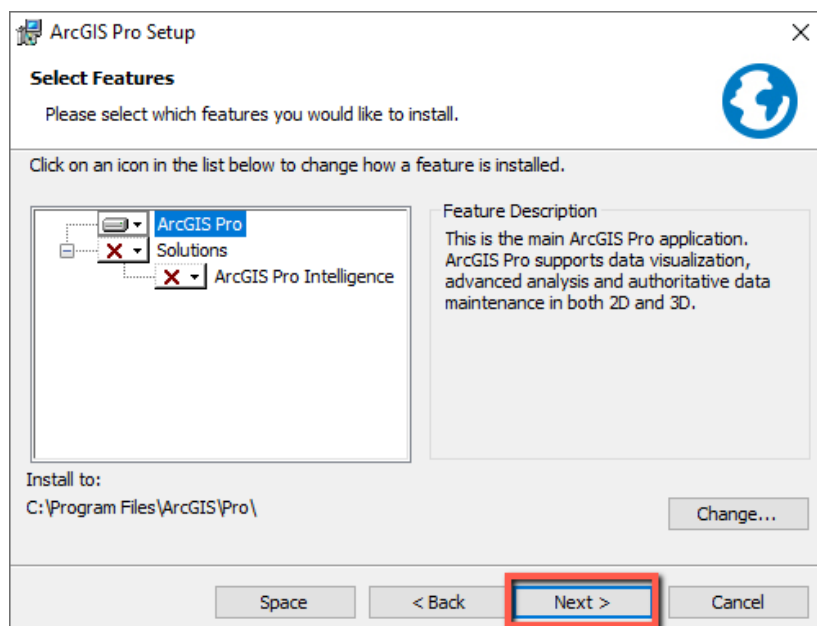 ArcGIS Pro Setup
Select Features
Please select which features you would like to install.
Click on an icon in the list below to change how a feature is installed.
ArcGIS Pro
Solutions
ArcGIS Pro Intelligence
Feature Description
This is the main ArcGIS Pro application.
ArcGIS Pro supports data visualization,
advanced analysis and authoritative data
maintenance in both 2D and 3D.
Install to:
C:\Program Files\ArcGIS\Pro\
Change...
Space
< Back
Next >
Cancel